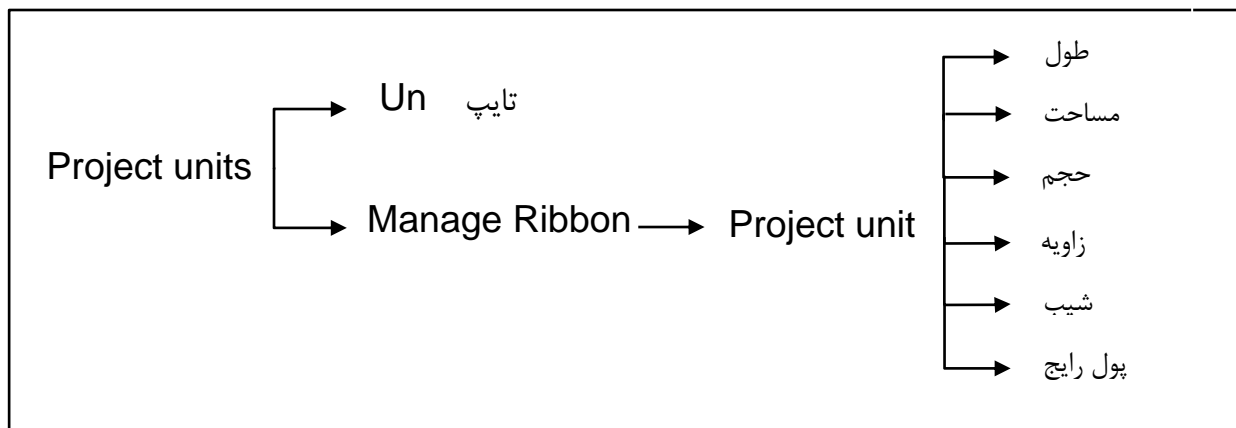 Project units
Un تایپ
Manage Ribbon
Project unit
طول
مساحت
حجم
زاویه
شیب
پول رایج